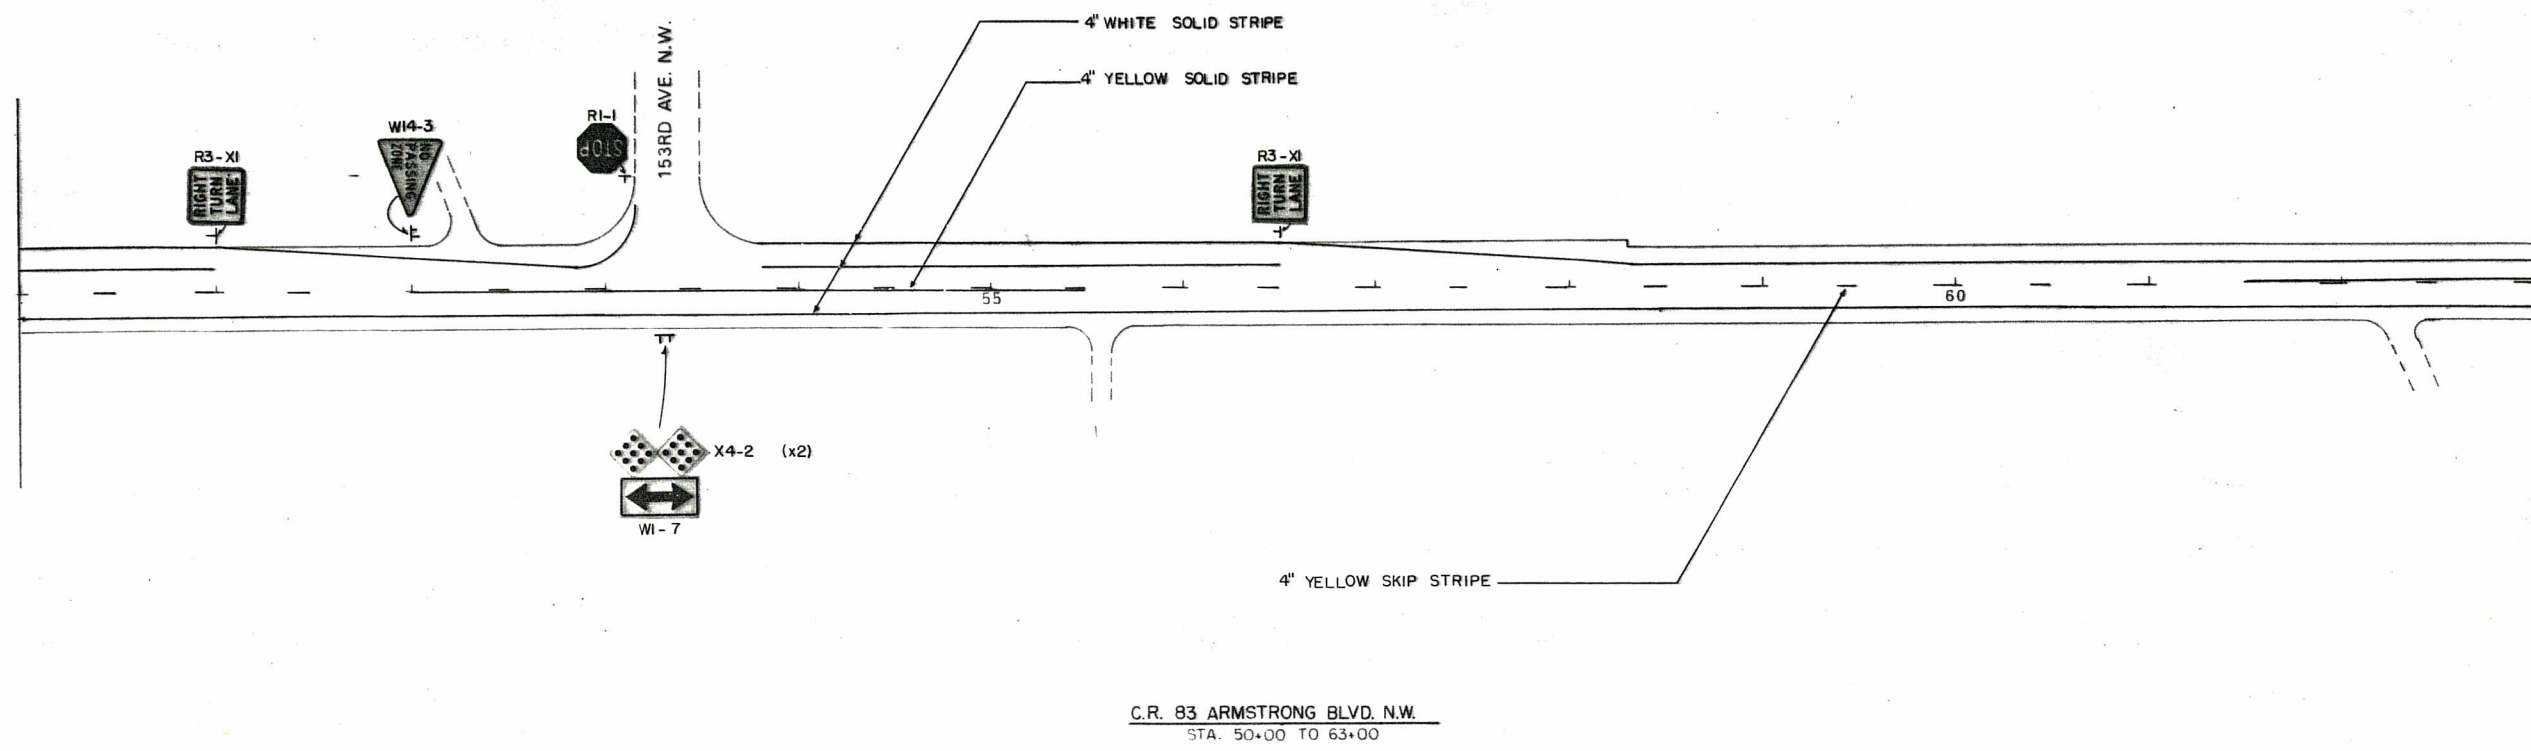 4" WHITE SOLID STRIPE
4" YELLOW SOLID STRIPE
153RD AVE. N.W.
R1-1
STOP
W14-3
NO
PASSING
ZONE
R3-X1
RIGHT
TURN
LANE
R3-X1
RIGHT
TURN
LANE
55
60
X4-2 (x2)
W1-7
4" YELLOW SKIP STRIPE
C.R. 83 ARMSTRONG BLVD. N.W.
STA. 50+00 TO 63+00